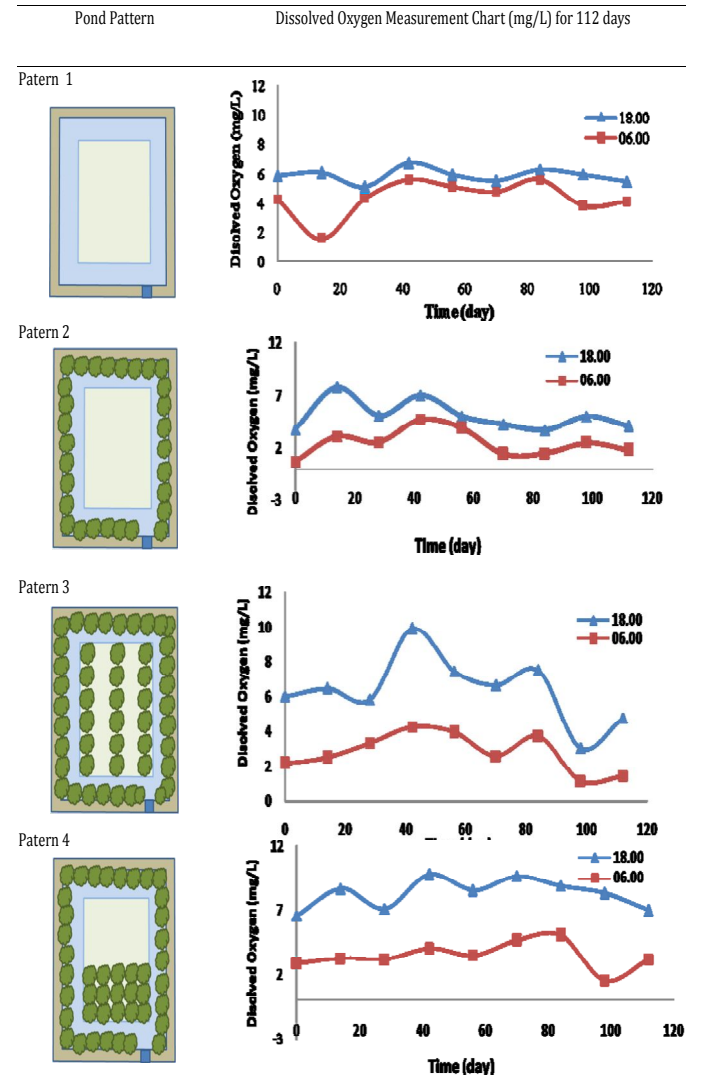 Pond Pattern Dissolved Oxygen Measurement Chart (mg/L) for 112 days
Patern 1
Disolved Oxygen (mg/L)
12
10
8
6
4
2
0
18.00
06.00
0 20 40 60 80 100 120
Time (day)
Patern 2
Disolved Oxygen (mg/L)
12
7
2
-3
18.00
06.00
0 20 40 60 80 100 120
Time (day)
Patern 3
Disolved Oxygen (mg/L)
12
10
8
6
4
2
0
18.00
06.00
0 20 40 60 80 100 120
Patern 4
Disolved Oxygen (mg/L)
12
7
2
-3
18.00
06.00
0 20 40 60 80 100 120
Time (day)